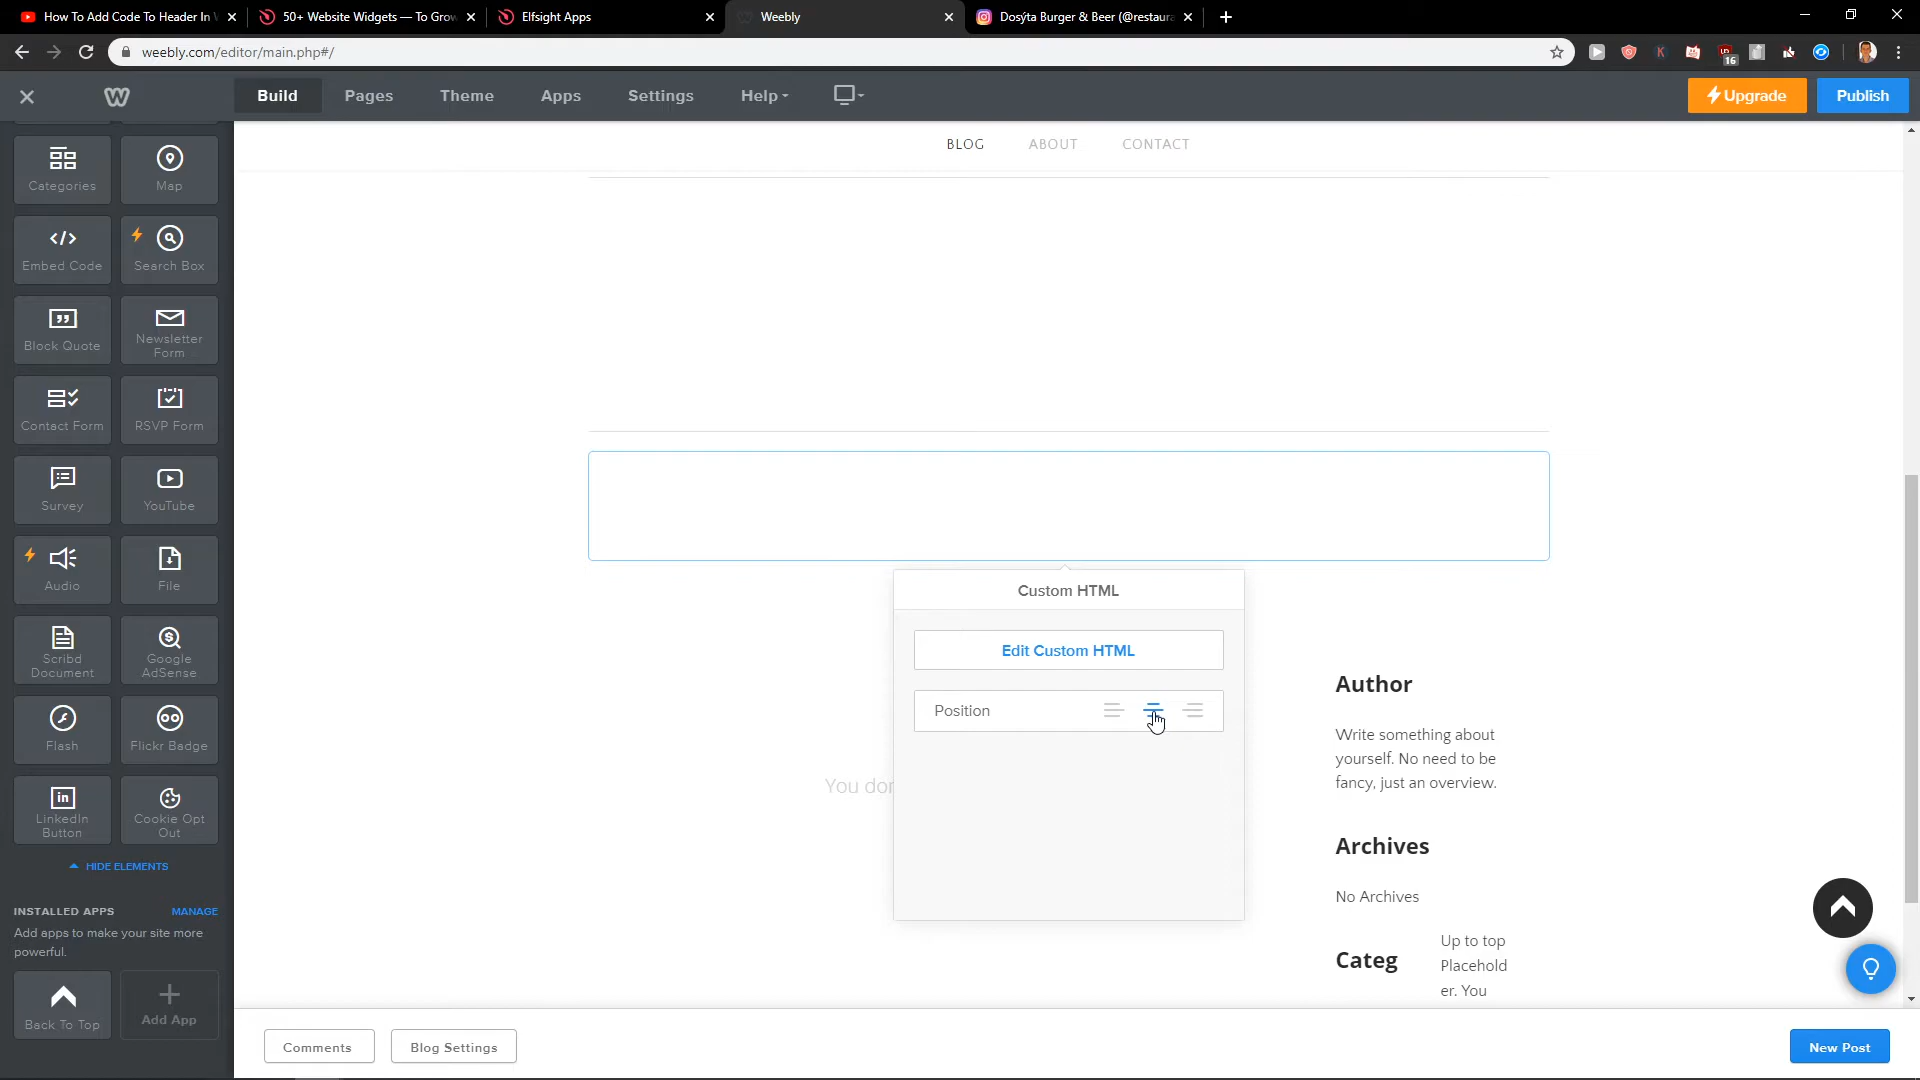 How To Add Code To Header In
50+ Website Widgets — To Grow
Elfsight Apps
Weebly
Dosýta Burger & Beer (@restaura
weebly.com/editor/main.php#/
16
Build
Pages
Theme
Apps
Settings
Help
Upgrade
Publish
Categories
Map
Embed Code
Search Box
Block Quote
Newsletter
Form
Contact Form
RSVP Form
Survey
YouTube
Audio
File
Scribd
Document
Google
AdSense
Flash
Flickr Badge
LinkedIn
Button
Cookie Opt
Out
HIDE ELEMENTS
INSTALLED APPS
MANAGE
Add apps to make your site more
powerful.
Back To Top
Add App
BLOG
ABOUT
CONTACT
Custom HTML
Edit Custom HTML
Position
You don
Author
Write something about
yourself. No need to be
fancy, just an overview.
Archives
No Archives
Categ
Up to top
Placehold
er. You
Comments
Blog Settings
New Post